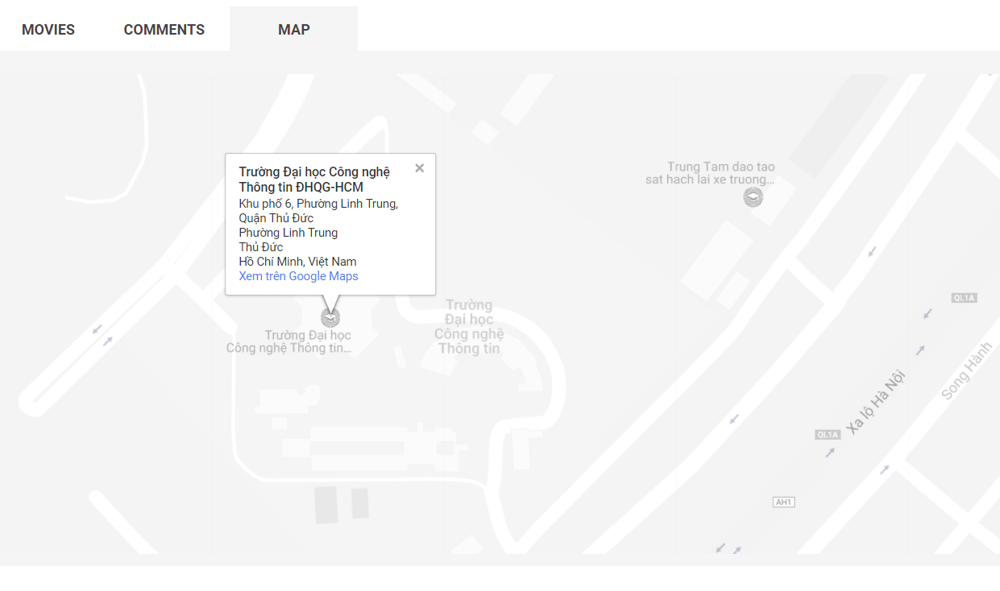 MOVIES COMMENTS MAP
Trường Đại học Công nghệ
Thông tin ĐHQG-HCM
Khu phố 6, Phường Linh Trung,
Quận Thủ Đức
Phường Linh Trung
Thủ Đức
Hồ Chí Minh, Việt Nam
Xem trên Google Maps
Trường Đại học
Công nghệ Thông tin...
Trường
Đại học
Công nghệ
Thông tin
Trung Tam dao tao
sat hach lai xe truong...
QL1A
Song Hành
Xa lộ Hà Nội
QL1A
AH1